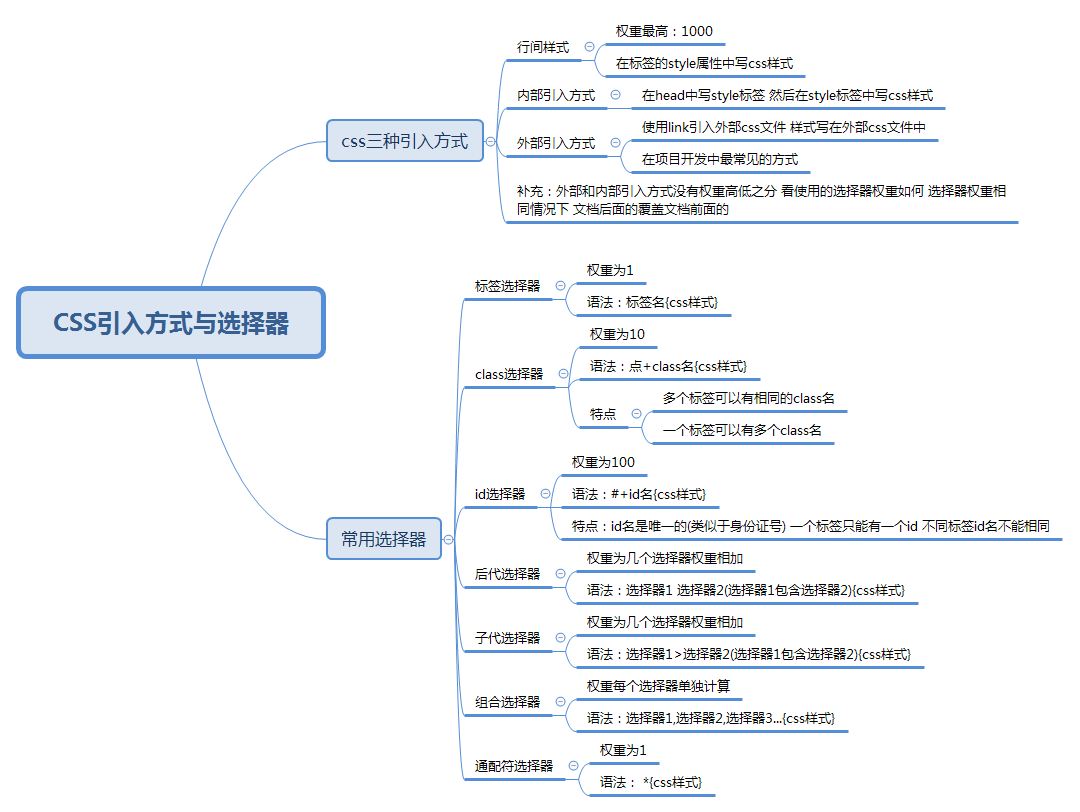 CSS引入方式与选择器
css三种引入方式
行间样式
权重最高：1000
在标签的style属性中写css样式
内部引入方式
在head中写style标签 然后在style标签中写css样式
外部引入方式
使用link引入外部css文件 样式写在外部css文件中
在项目开发中最常见的方式
补充：外部和内部引入方式没有权重高低之分 看使用的选择器权重如何 选择器权重相
同情况下 文档后面的覆盖文档前面的
常用选择器
标签选择器
权重为1
语法：标签名{css样式}
class选择器
权重为10
语法：点+class名{css样式}
特点
多个标签可以有相同的class名
一个标签可以有多个class名
id选择器
权重为100
语法：#+id名{css样式}
特点：id名是唯一的(类似于身份证号) 一个标签只能有一个id 不同标签id名不能相同
后代选择器
权重为几个选择器权重相加
语法：选择器1 选择器2(选择器1包含选择器2){css样式}
子代选择器
权重为几个选择器权重相加
语法：选择器1>选择器2(选择器1包含选择器2){css样式}
组合选择器
权重每个选择器单独计算
语法：选择器1,选择器2,选择器3...{css样式}
通配符选择器
权重为1
语法： *{css样式}